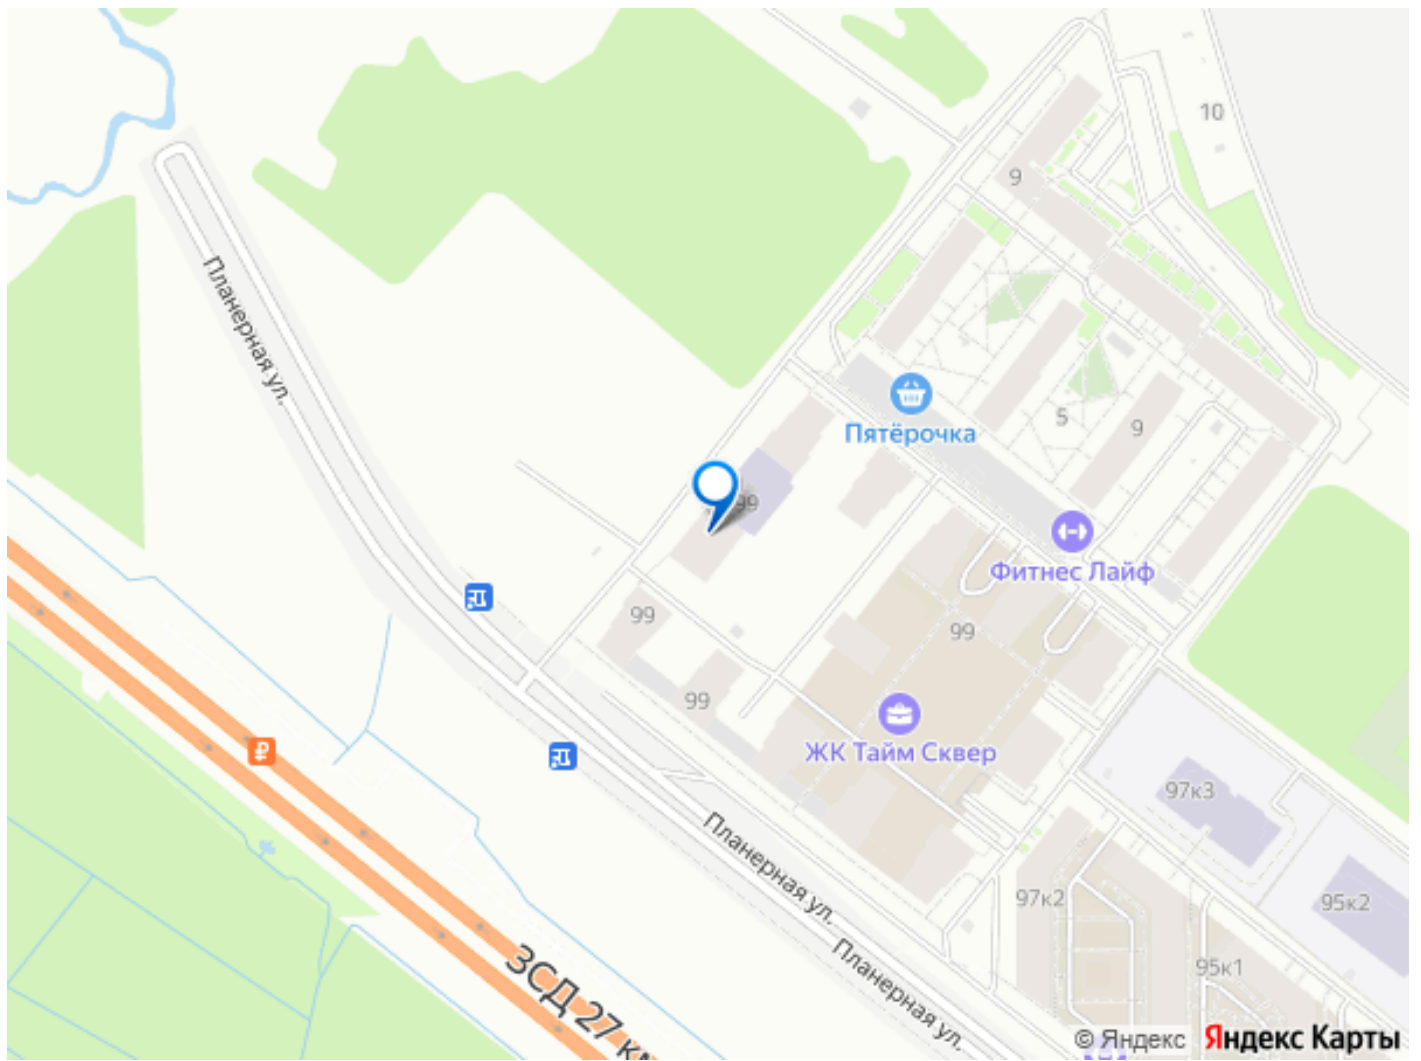 10
9
Планерная ул.
Пятёрочка
5
9
99
Фитнес Лайф
99
99
99
ЖК Тайм Сквер
₽
97к3
Планерная ул.
97к2
95к2
ЗСД 27 км
Планерная ул.
95к1
© Яндекс Яндекс Карты